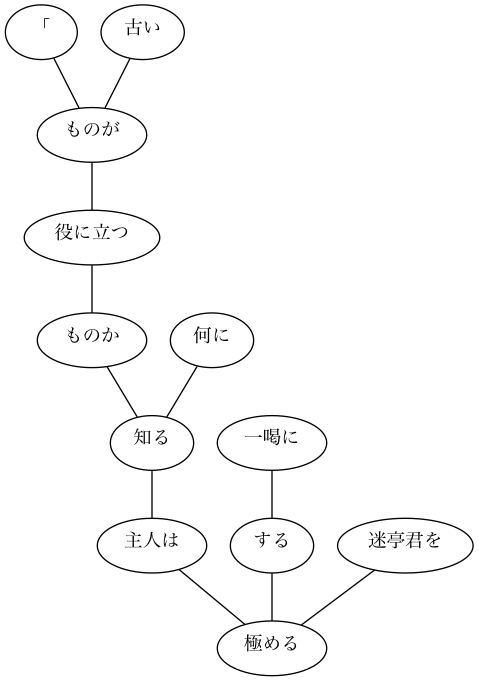 「
古い
ものが
役に立つ
ものか
何に
知る
一喝に
主人は
する
迷亭君を
極める